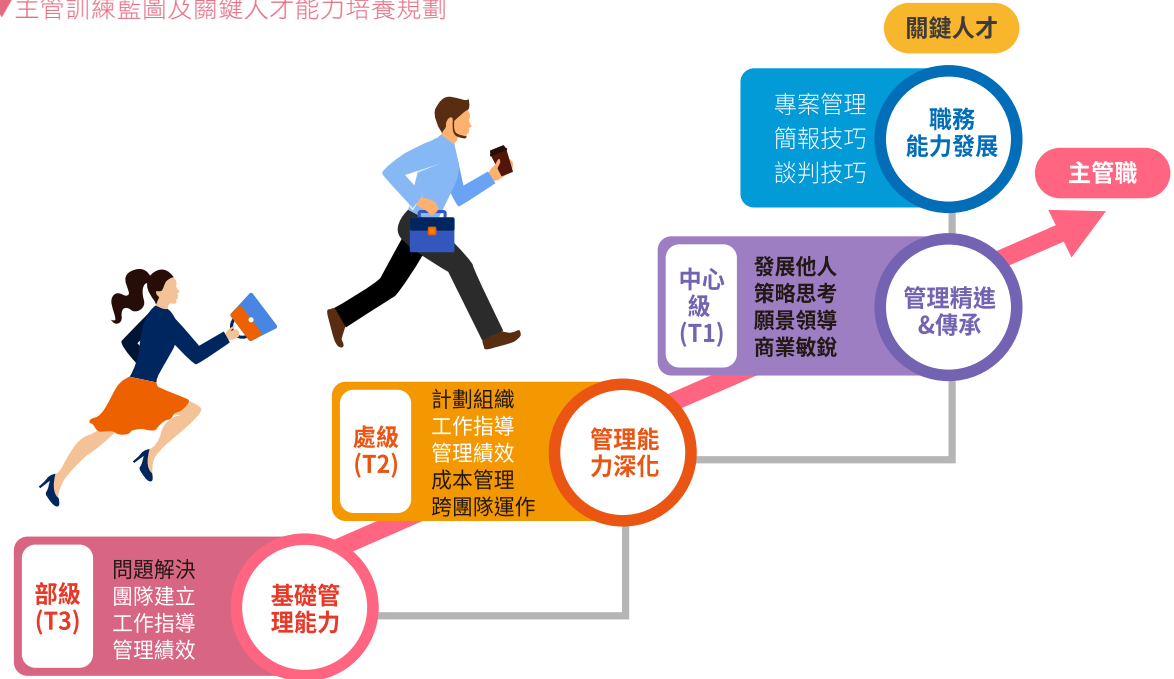 主管訓練藍圖及關鍵人才能力培養規劃
關鍵人才
專案管理
簡報技巧
談判技巧
職務
能力發展
主管職
中心
級
(T1)
發展他人
策略思考
願景領導
商業敏銳
管理精進
&傳承
處級
(T2)
計劃組織
工作指導
管理績效
成本管理
跨團隊運作
管理能
力深化
部級
(T3)
問題解決
團隊建立
工作指導
管理績效
基礎管
理能力